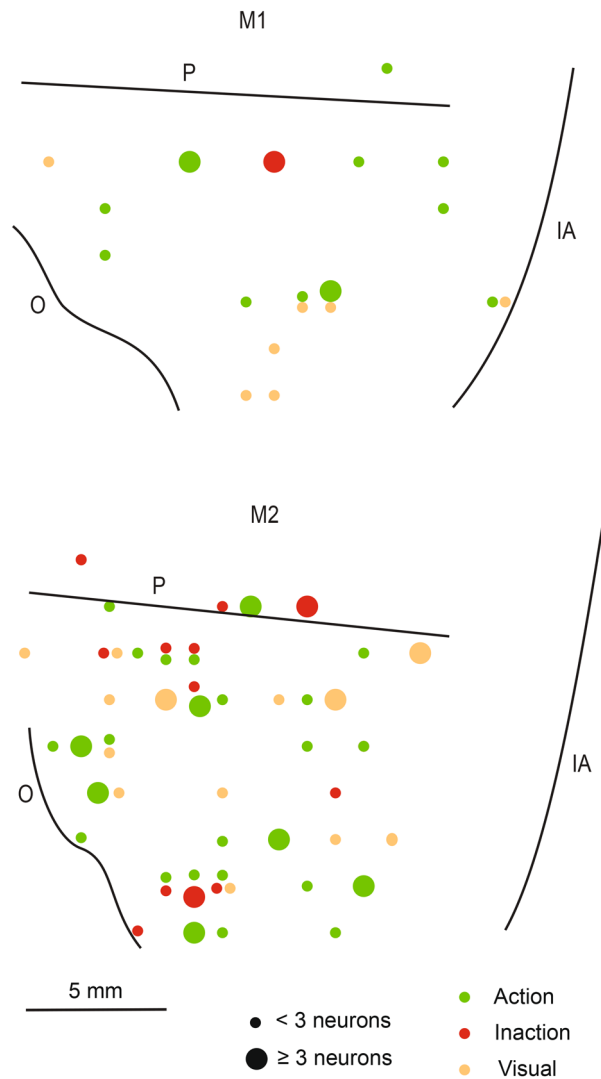 M1
P
IA
O
M2
P
IA
O
5 mm
< 3 neurons
≥ 3 neurons
Action
Inaction
Visual